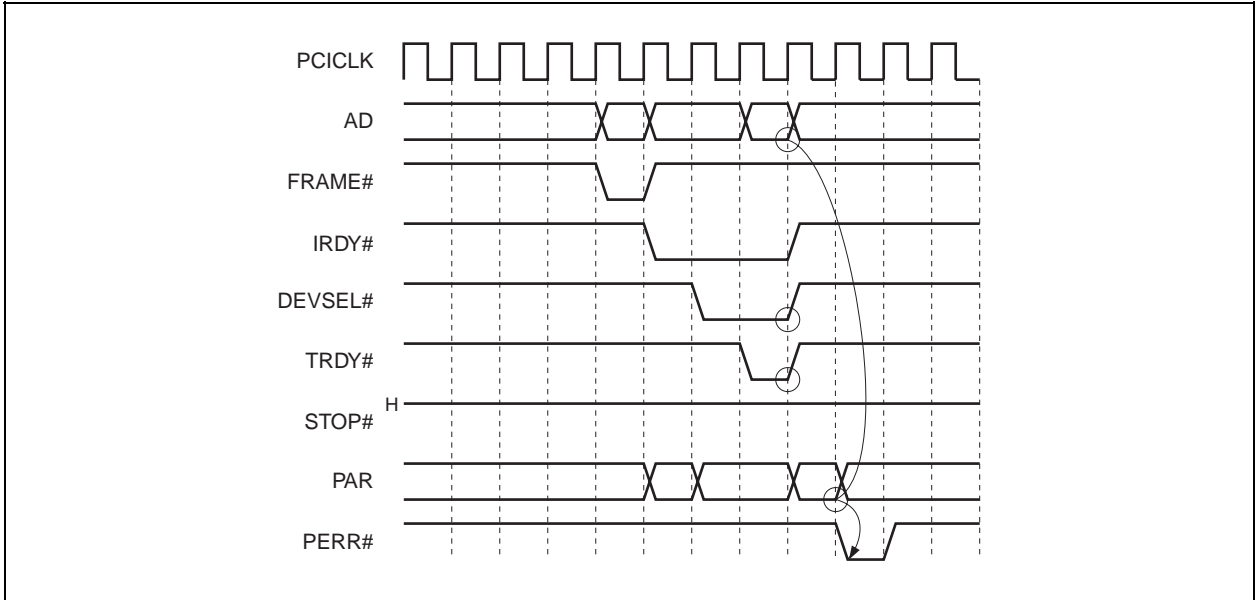 PCICLK
AD
FRAME#
IRDY#
DEVSEL#
TRDY#
H
STOP#
PAR
PERR#